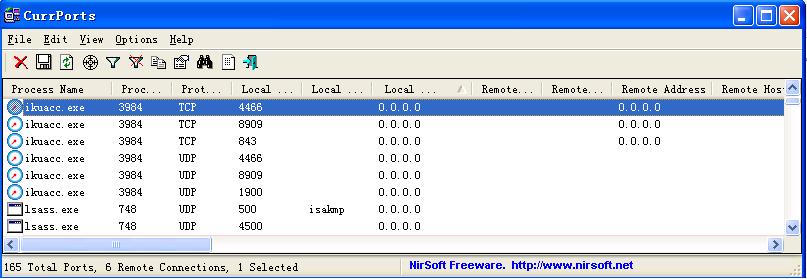 CurrPorts
File Edit View Options Help
Process Name Proc... Prot... Local ... Local ... Local ... Remote... Remote... Remote Address Remote Hos
ikuacc.exe 3984 TCP 4466 0.0.0.0 0.0.0.0
ikuacc.exe 3984 TCP 8909 0.0.0.0 0.0.0.0
ikuacc.exe 3984 TCP 843 0.0.0.0 0.0.0.0
ikuacc.exe 3984 UDP 4466 0.0.0.0
ikuacc.exe 3984 UDP 8909 0.0.0.0
ikuacc.exe 3984 UDP 1900 0.0.0.0
lsass.exe 748 UDP 500 isakmp 0.0.0.0
lsass.exe 748 UDP 4500 0.0.0.0
165 Total Ports, 6 Remote Connections, 1 Selected NirSoft Freeware. http://www.nirsoft.net